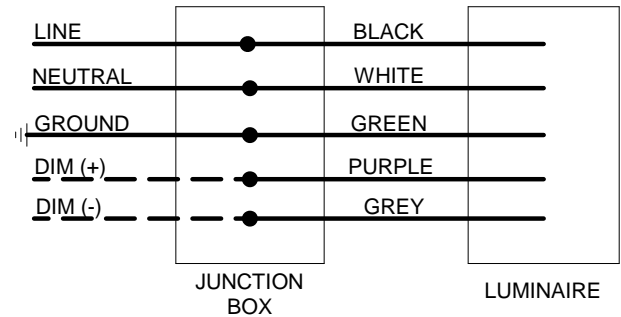 LINE BLACK
NEUTRAL WHITE
GROUND GREEN
DIM (+) PURPLE
DIM (-) GREY
JUNCTION
BOX
LUMINAIRE